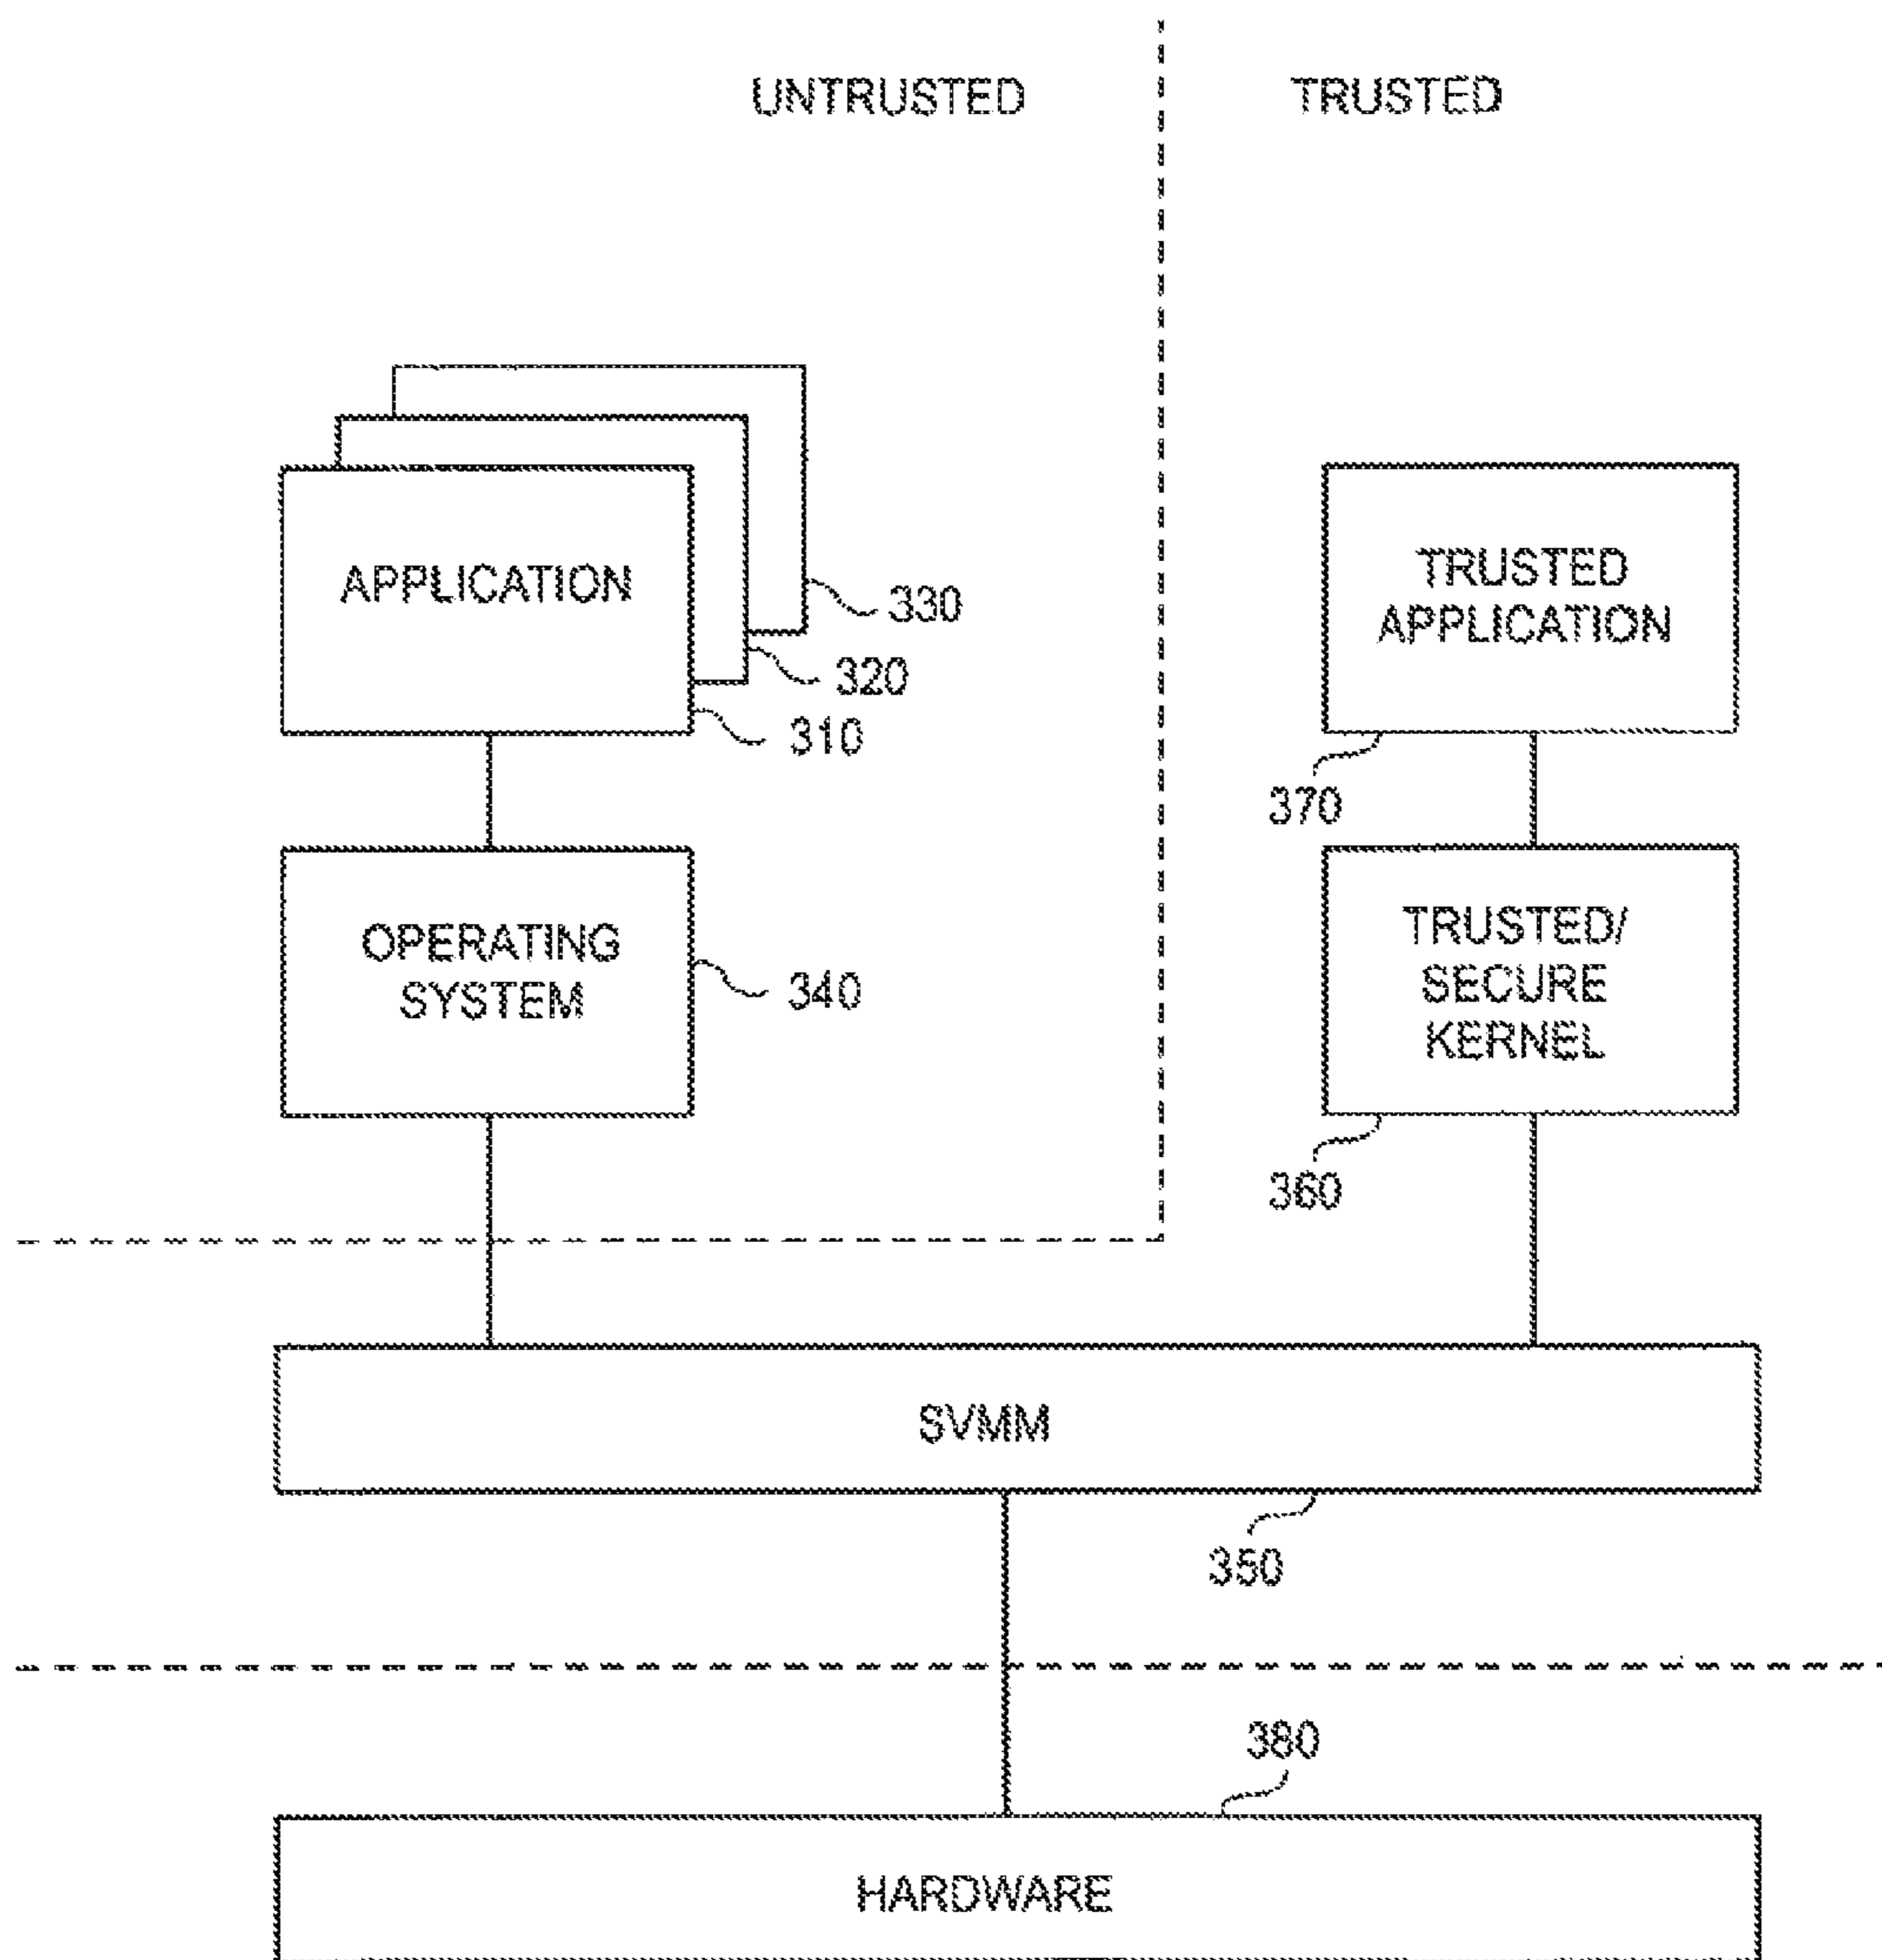 UNTRUSTED
TRUSTED
APPLICATION
330
320
310
TRUSTED
APPLICATION
370
OPERATING
SYSTEM
340
TRUSTED/
SECURE
KERNEL
360
SVMM
350
380
HARDWARE